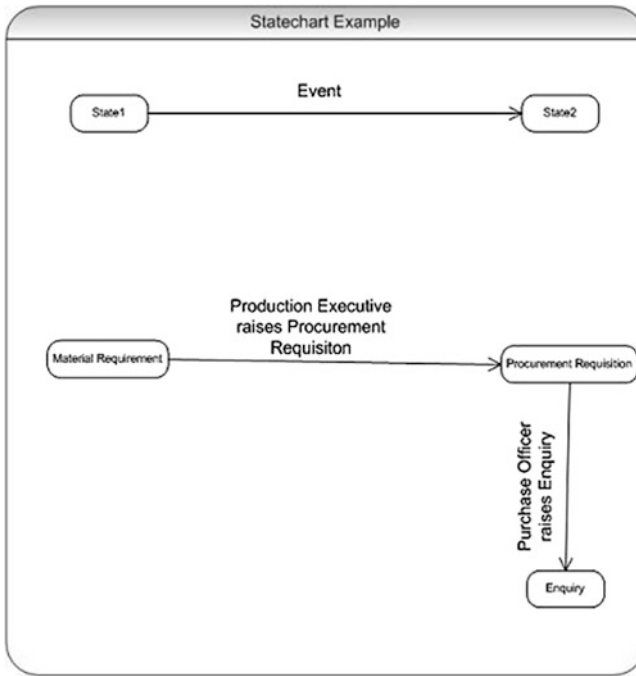 Statechart Example
Event
State1
State2
Production Executive
raises Procurement
Requisiton
Material Requirement
Procurement Requisition
Purchase Officer
raises Enquiry
Enquiry